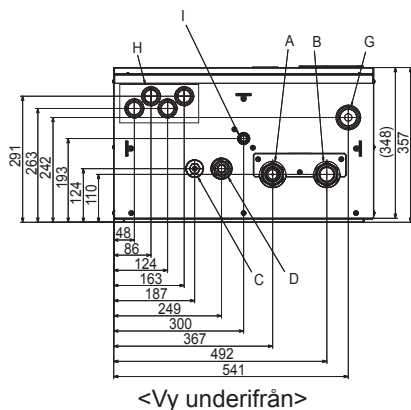 H
I
A
B
G
291
263
242
193
124
110
(348)
357
48
86
124
163
187
249
300
367
492
541
C
D
<Vy underifrån>